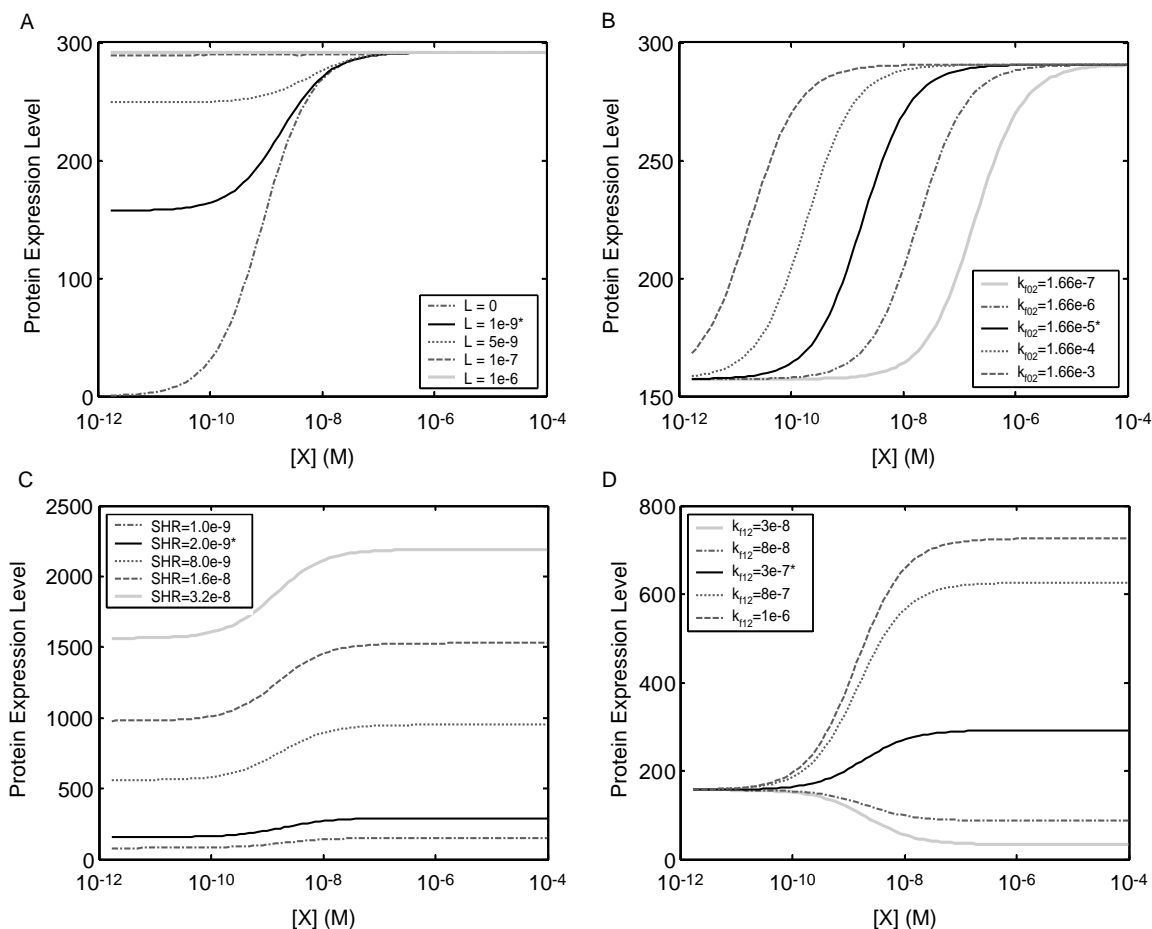 A
300
200
100
0
Protein Expression Level
L = 0
L = 1e-9*
L = 5e-9
L = 1e-7
L = 1e-6
10-12 10-10 10-8 10-6 10-4
[X] (M)
B
300
250
200
150
Protein Expression Level
kf02=1.66e-7
kf02=1.66e-6
kf02=1.66e-5*
kf02=1.66e-4
kf02=1.66e-3
10-12 10-10 10-8 10-6 10-4
[X] (M)
C
2500
2000
1500
1000
500
0
Protein Expression Level
SHR=1.0e-9
SHR=2.0e-9*
SHR=8.0e-9
SHR=1.6e-8
SHR=3.2e-8
10-12 10-10 10-8 10-6 10-4
[X] (M)
D
800
600
400
200
0
Protein Expression Level
kf12=3e-8
kf12=8e-8
kf12=3e-7*
kf12=8e-7
kf12=1e-6
10-12 10-10 10-8 10-6 10-4
[X] (M)